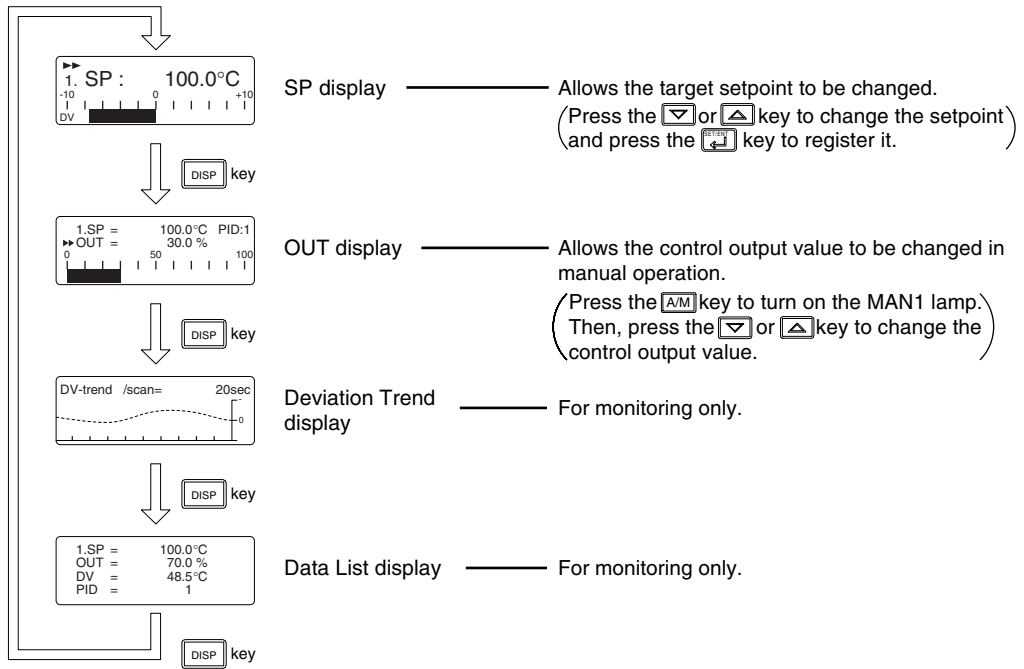 ▶▶
1. SP : 100.0°C
-10 0 +10
DV
SP display
Allows the target setpoint to be changed.
(Press the ▽ or △ key to change the setpoint
and press the SET/ENT key to register it.)
DISP key
1.SP = 100.0°C PID:1
▶▶OUT = 30.0 %
0 50 100
OUT display
Allows the control output value to be changed in
manual operation.
(Press the A/M key to turn on the MAN1 lamp.
Then, press the ▽ or △ key to change the
control output value.)
DISP key
DV-trend /scan= 20sec
-0
Deviation Trend
display
For monitoring only.
DISP key
1.SP = 100.0°C
OUT = 70.0 %
DV = 48.5°C
PID = 1
Data List display
For monitoring only.
DISP key